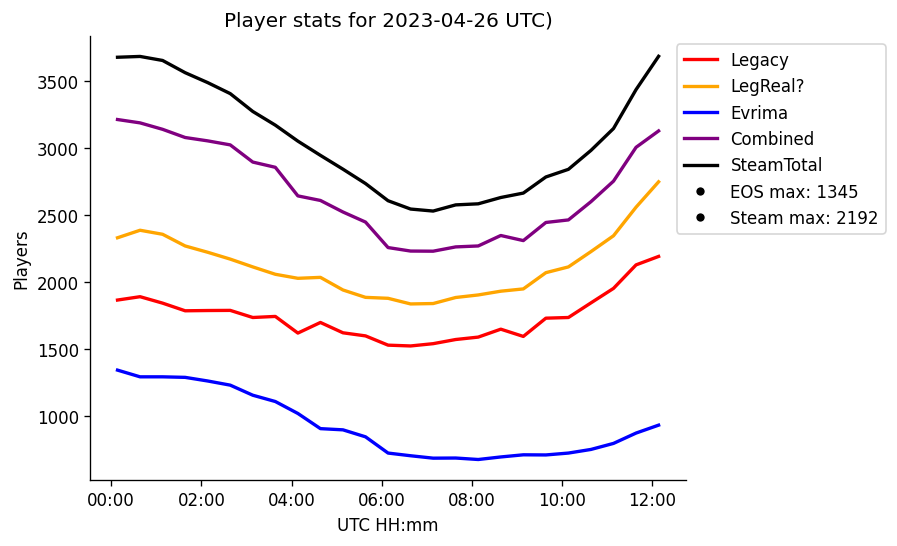 Player stats for 2023-04-26 UTC)
Legacy
LegReal?
Evrima
Combined
SteamTotal
EOS max: 1345
Steam max: 2192
Players
3500
3000
2500
2000
1500
1000
00:00 02:00 04:00 06:00 08:00 10:00 12:00
UTC HH:mm